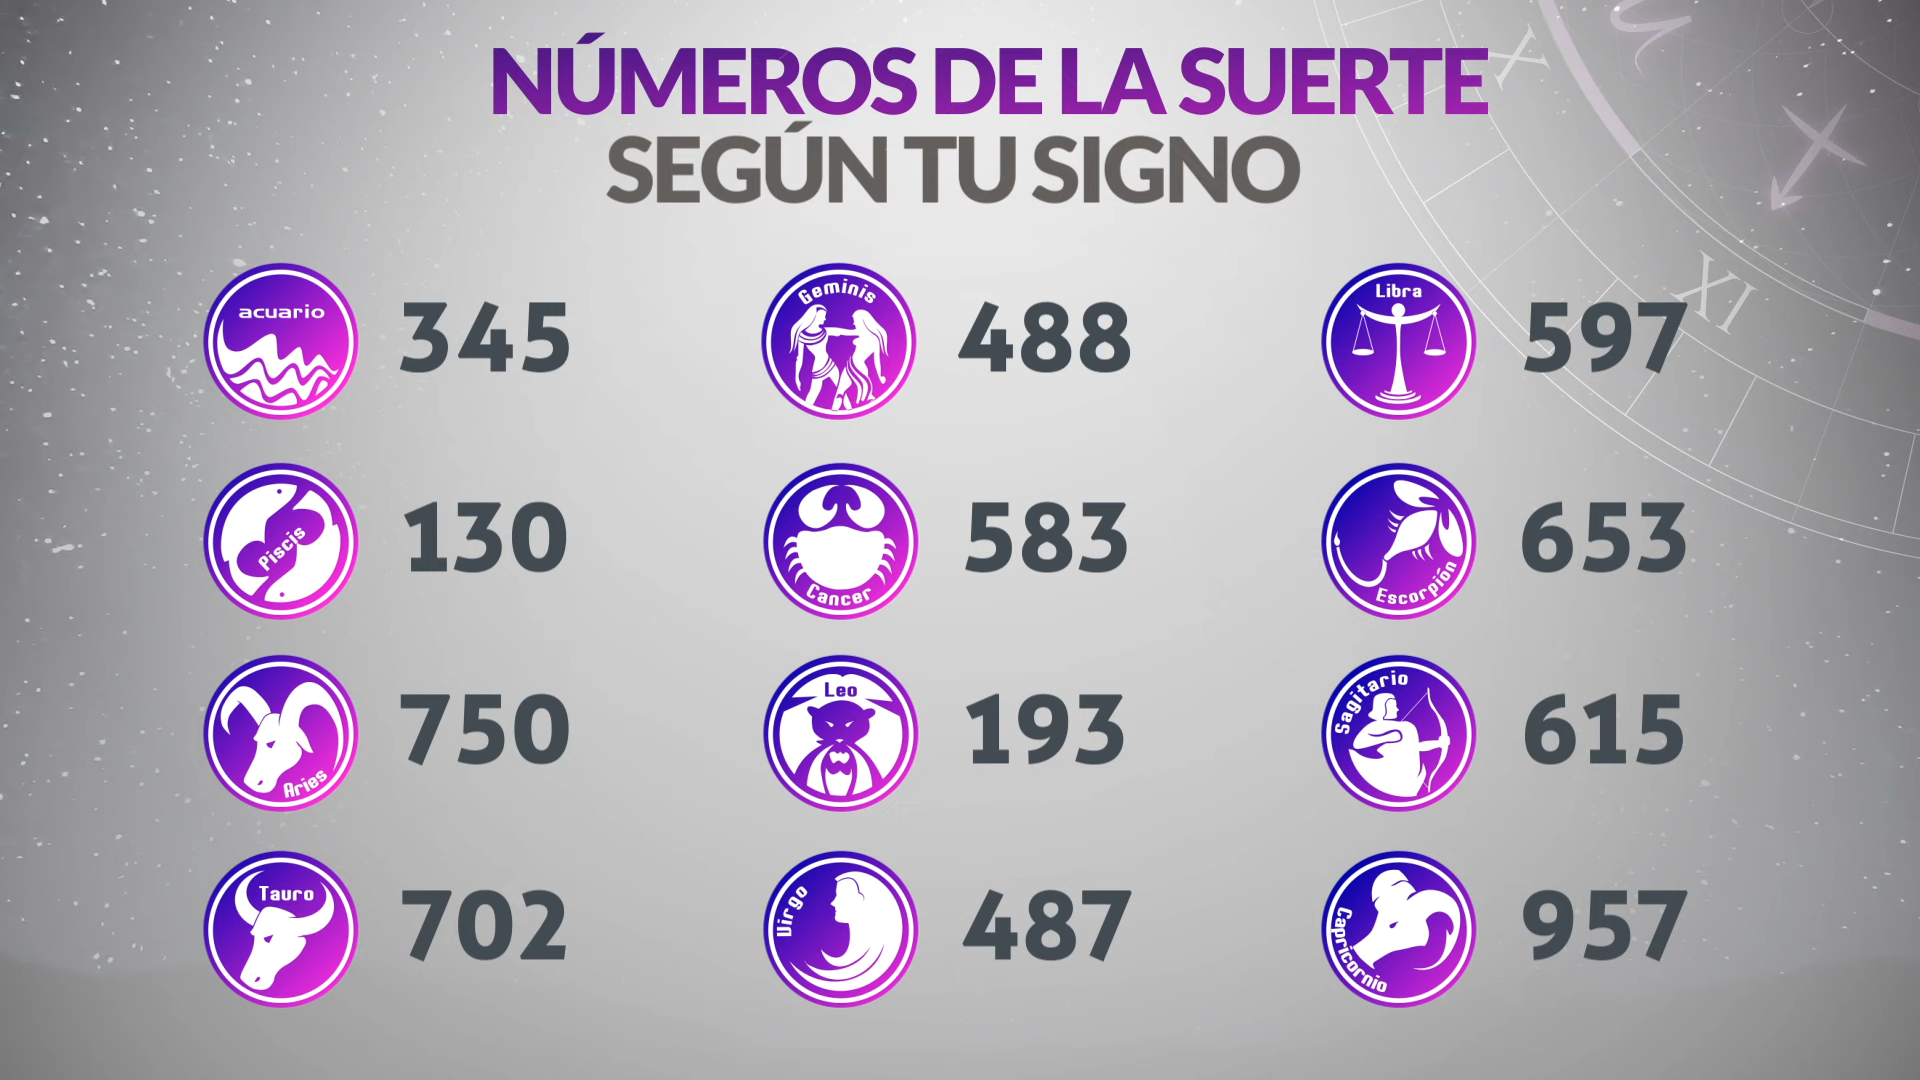 NÚMEROS DE LA SUERTE
SEGÚN TU SIGNO
X
XI
acuario 345
Geminis 488
Libra 597
Piscis 130
Cancer 583
Escorpión 653
Aries 750
Leo 193
Sagitario 615
Tauro 702
Virgo 487
Capricornio 957